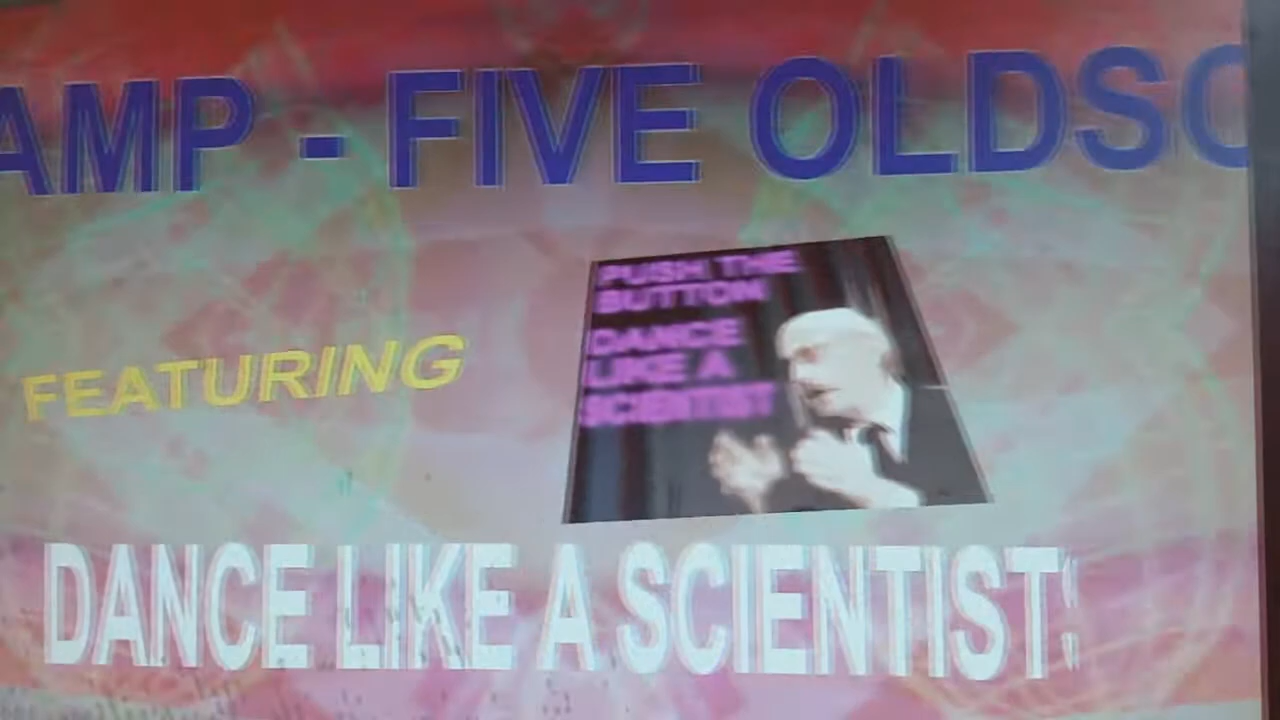 AMP - FIVE OLDSC
FEATURING
PUSH THE
BUTTON
DANCE
LIKE A
SCIENTIST
DANCE LIKE A SCIENTIST!